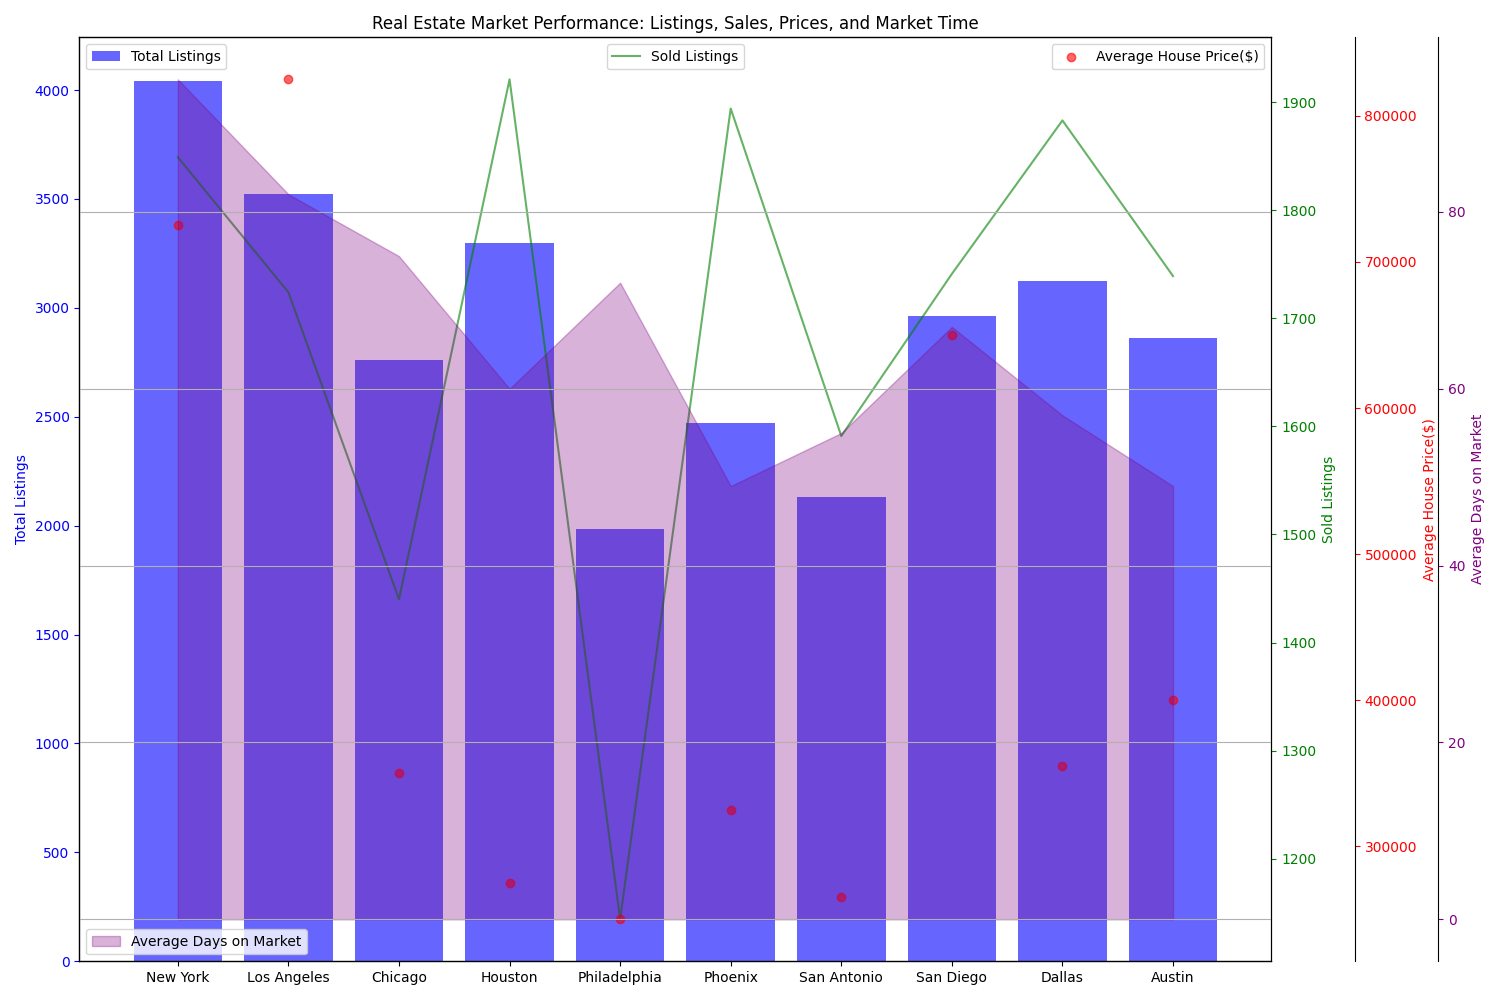 Real Estate Market Performance: Listings, Sales, Prices, and Market Time
Total Listings
Sold Listings
Average House Price($)
Average Days on Market
Total Listings
4000
3500
3000
2500
2000
1500
1000
500
0
New York
Los Angeles
Chicago
Houston
Philadelphia
Phoenix
San Antonio
San Diego
Dallas
Austin
1900
1800
1700
1600
1500
1400
1300
1200
Sold Listings
800000
700000
600000
500000
400000
300000
Average House Price($)
80
60
40
20
0
Average Days on Market